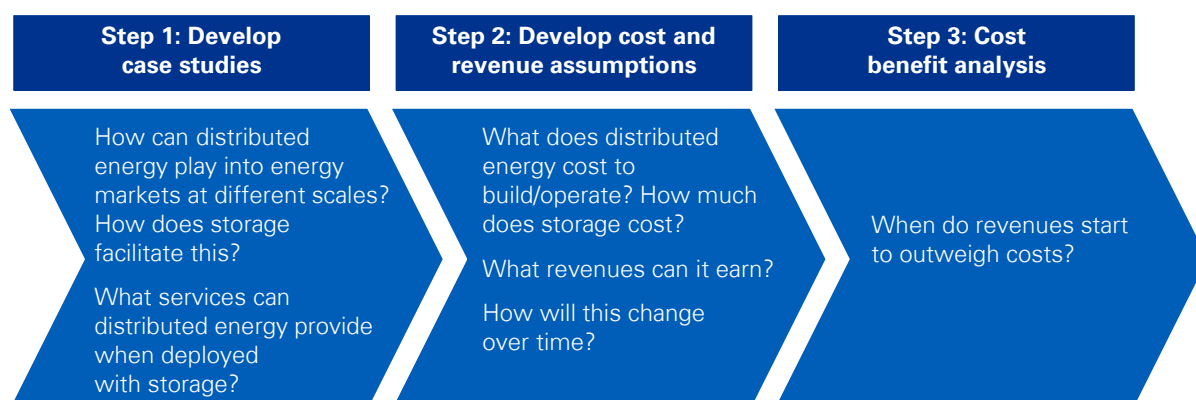 Step 1: Develop
case studies
How can distributed
energy play into energy
markets at different scales?
How does storage
facilitate this?
What services can
distributed energy provide
when deployed
with storage?
Step 2: Develop cost and
revenue assumptions
What does distributed
energy cost to
build/operate? How much
does storage cost?
What revenues can it earn?
How will this change
over time?
Step 3: Cost
benefit analysis
When do revenues start
to outweigh costs?